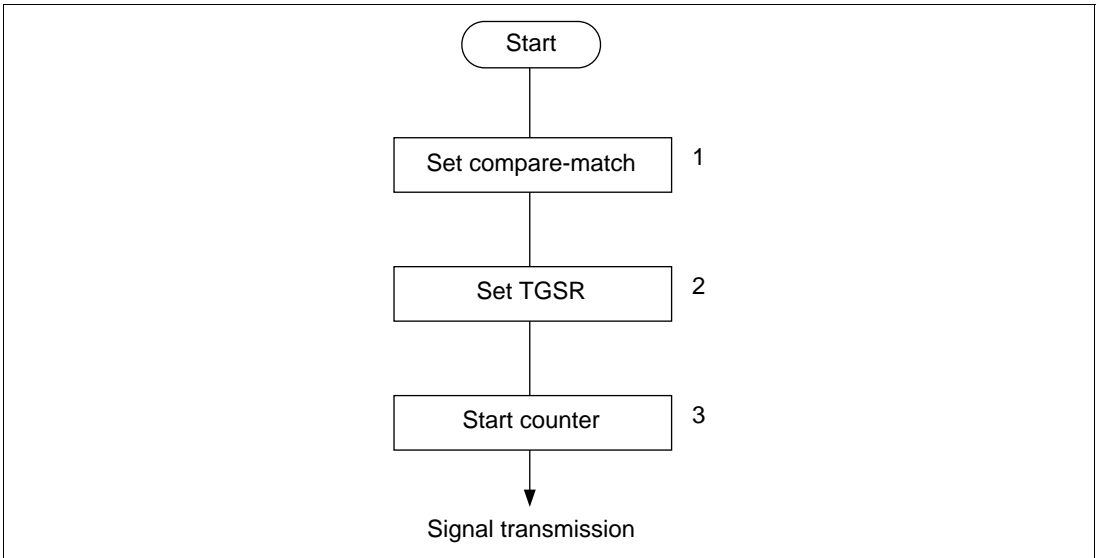 Start
Set compare-match 1
Set TGSR 2
Start counter 3
Signal transmission